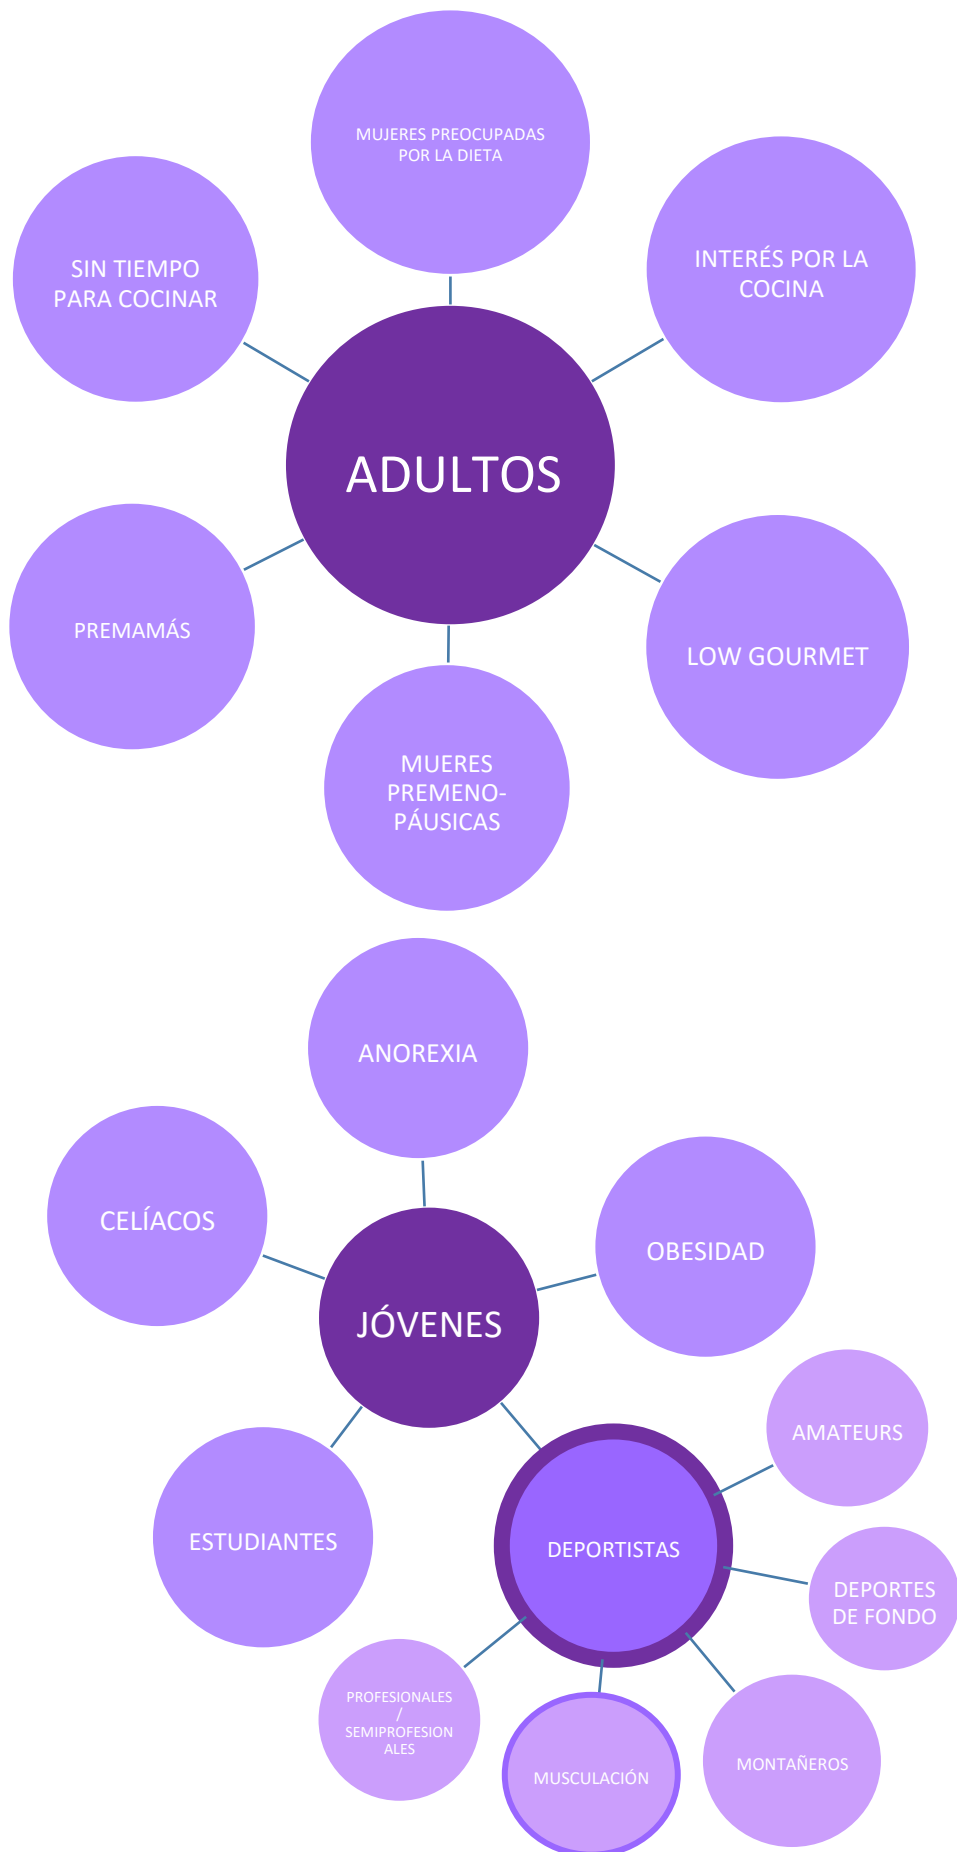 MUJERES PREOCUPADAS
POR LA DIETA
SIN TIEMPO
PARA COCINAR
INTERÉS POR LA
COCINA
ADULTOS
PREMAMÁS
LOW GOURMET
MUERES
PREMENO-
PÁUSICAS
ANOREXIA
CELÍACOS
OBESIDAD
JÓVENES
AMATEURS
ESTUDIANTES
DEPORTISTAS
DEPORTES
DE FONDO
PROFESIONALES
/
SEMIPROFESION
ALES
MUSCULACIÓN
MONTAÑEROS